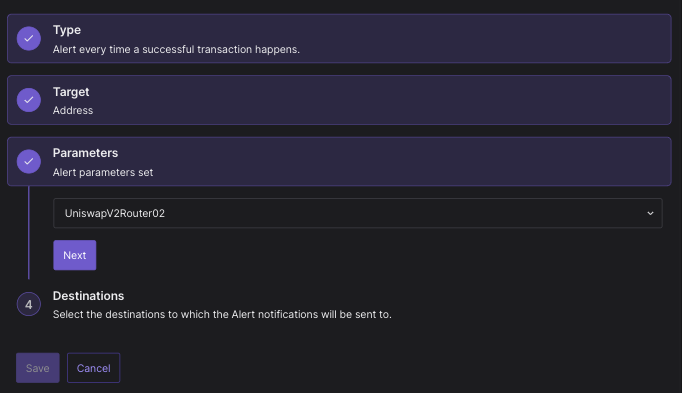 Type
Alert every time a successful transaction happens.
Target
Address
Parameters
Alert parameters set
UniswapV2Router02
Next
4
Destinations
Select the destinations to which the Alert notifications will be sent to.
Save
Cancel